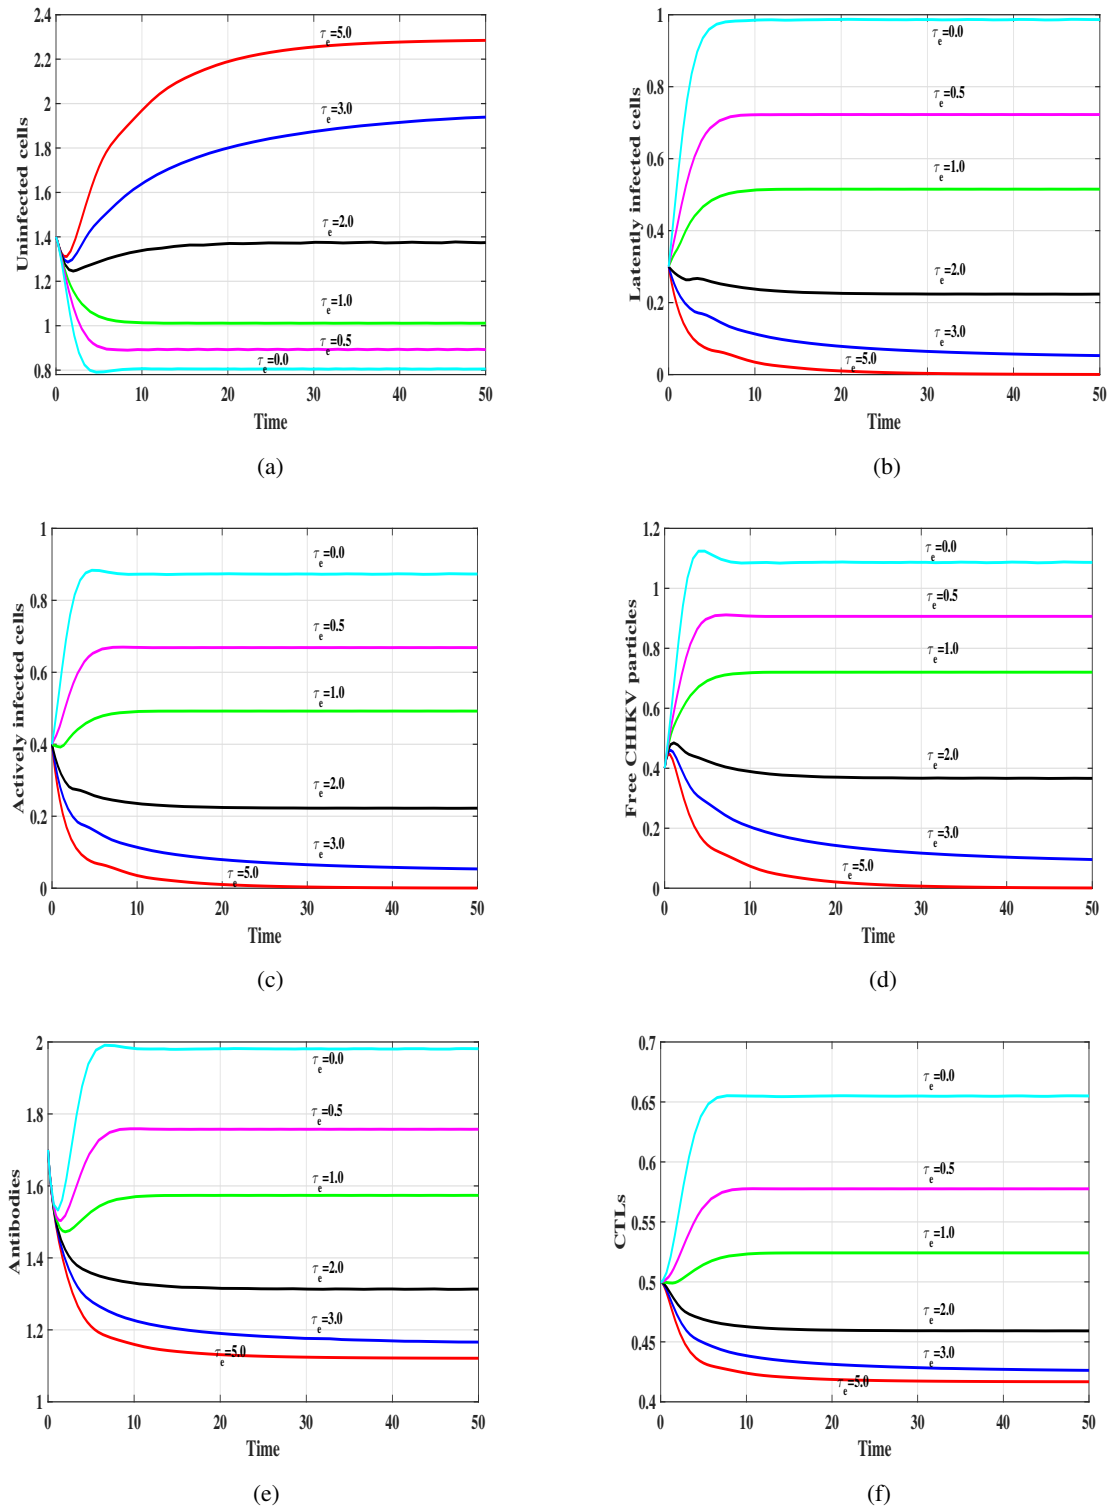 2.4
2.2
2
1.8
1.6
1.4
1.2
1
0.8
Uninfected cells
τe=5.0
τe=3.0
τe=2.0
τe=1.0
τe=0.5
τe=0.0
0 10 20 30 40 50
Time
(a)
1
0.8
0.6
0.4
0.2
0
Latently infected cells
τe=0.0
τe=0.5
τe=1.0
τe=2.0
τe=3.0
τe=5.0
0 10 20 30 40 50
Time
(b)
1
0.8
0.6
0.4
0.2
0
Actively infected cells
τe=0.0
τe=0.5
τe=1.0
τe=2.0
τe=3.0
τe=5.0
0 10 20 30 40 50
Time
(c)
1.2
1
0.8
0.6
0.4
0.2
0
Free CHIKV particles
τe=0.0
τe=0.5
τe=1.0
τe=2.0
τe=3.0
τe=5.0
0 10 20 30 40 50
Time
(d)
2
1.8
1.6
1.4
1.2
1
Antibodies
τe=0.0
τe=0.5
τe=1.0
τe=2.0
τe=3.0
τe=5.0
0 10 20 30 40 50
Time
(e)
0.7
0.65
0.6
0.55
0.5
0.45
0.4
CTLs
τe=0.0
τe=0.5
τe=1.0
τe=2.0
τe=3.0
τe=5.0
0 10 20 30 40 50
Time
(f)